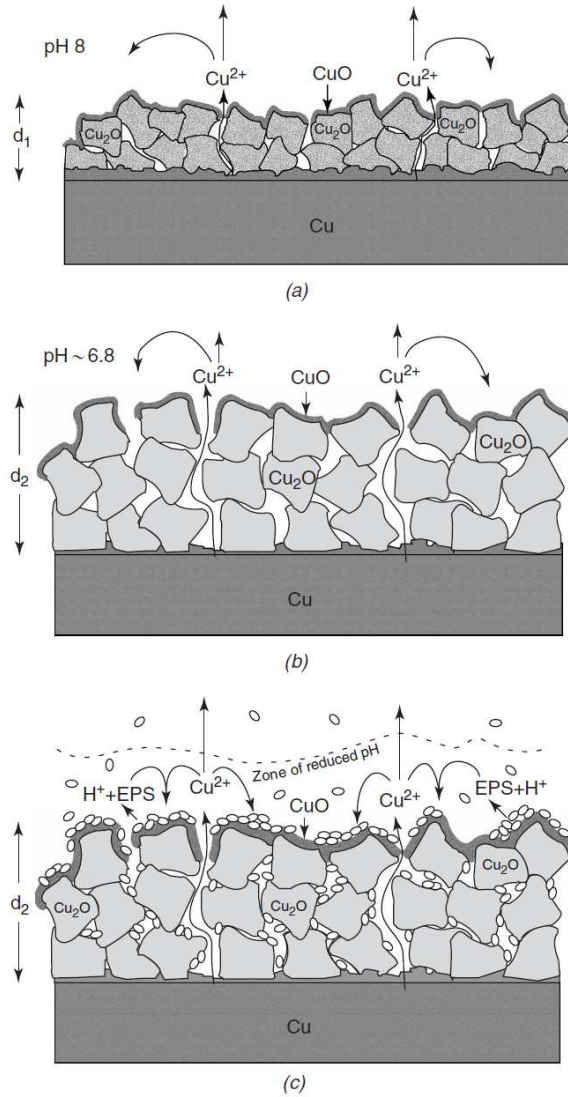 pH 8
Cu²⁺ CuO Cu²⁺
d₁
Cu₂O Cu₂O Cu₂O
Cu
(a)
pH ~ 6.8
Cu²⁺ CuO Cu²⁺
Cu₂O
d₂
Cu₂O
Cu
(b)
Zone of reduced pH
H⁺+EPS Cu²⁺ CuO Cu²⁺ EPS+H⁺
Cu₂O
d₂
Cu₂O Cu₂O
Cu
(c)